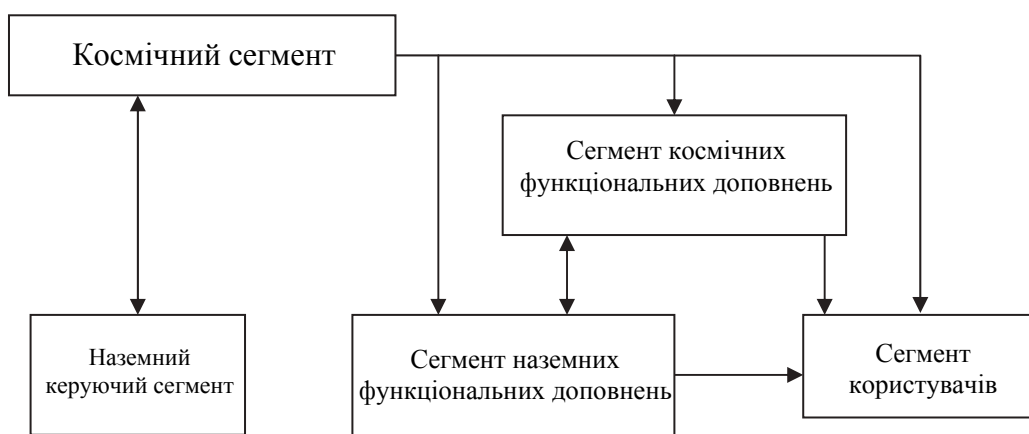 Космічний сегмент
Сегмент космічних
функціональних доповнень
Наземний
керуючий сегмент
Сегмент наземних
функціональних доповнень
Сегмент
користувачів